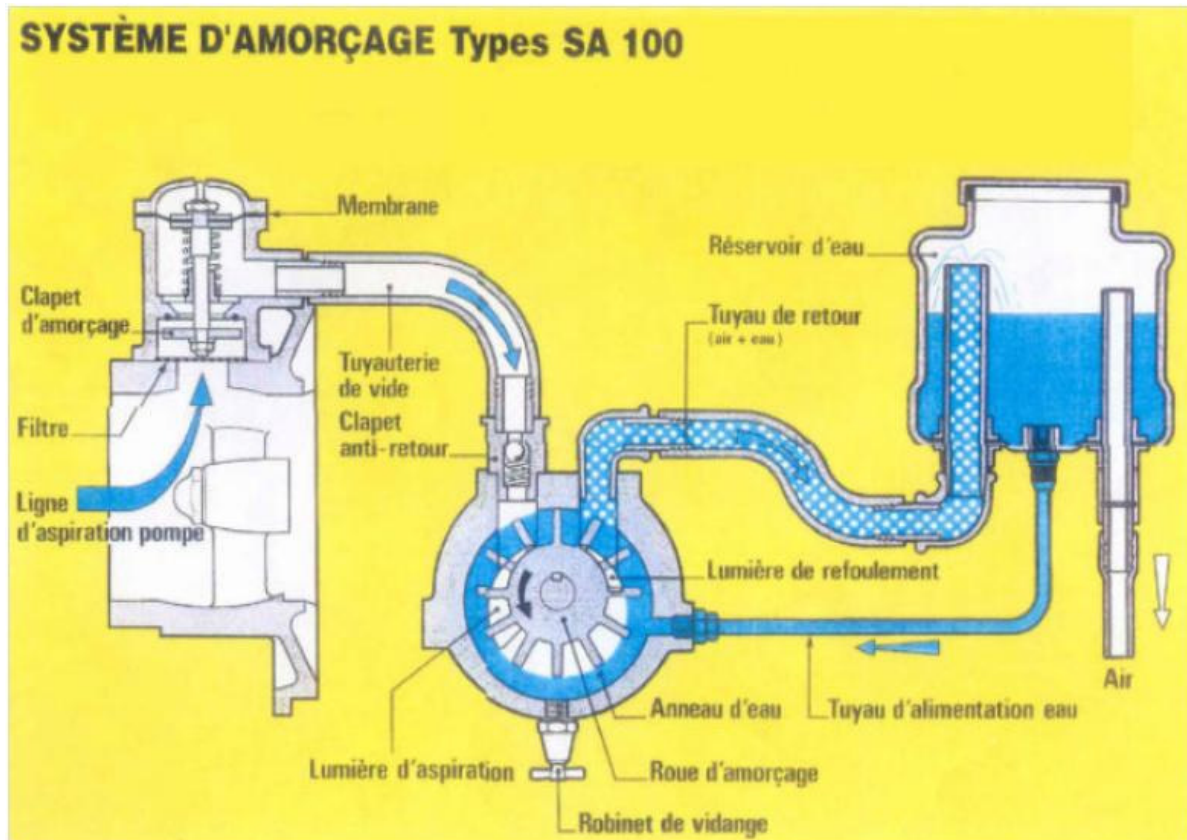 SYSTÈME D'AMORÇAGE Types SA 100
Membrane
Réservoir d'eau
Clapet
d'amorçage
Tuyau de retour
(air + eau)
Tuyauterie
de vide
Filtre
Clapet
anti-retour
Ligne
d'aspiration pompe
Lumière de refoulement
Air
Anneau d'eau
Tuyau d'alimentation eau
Lumière d'aspiration
Roue d'amorçage
Robinet de vidange